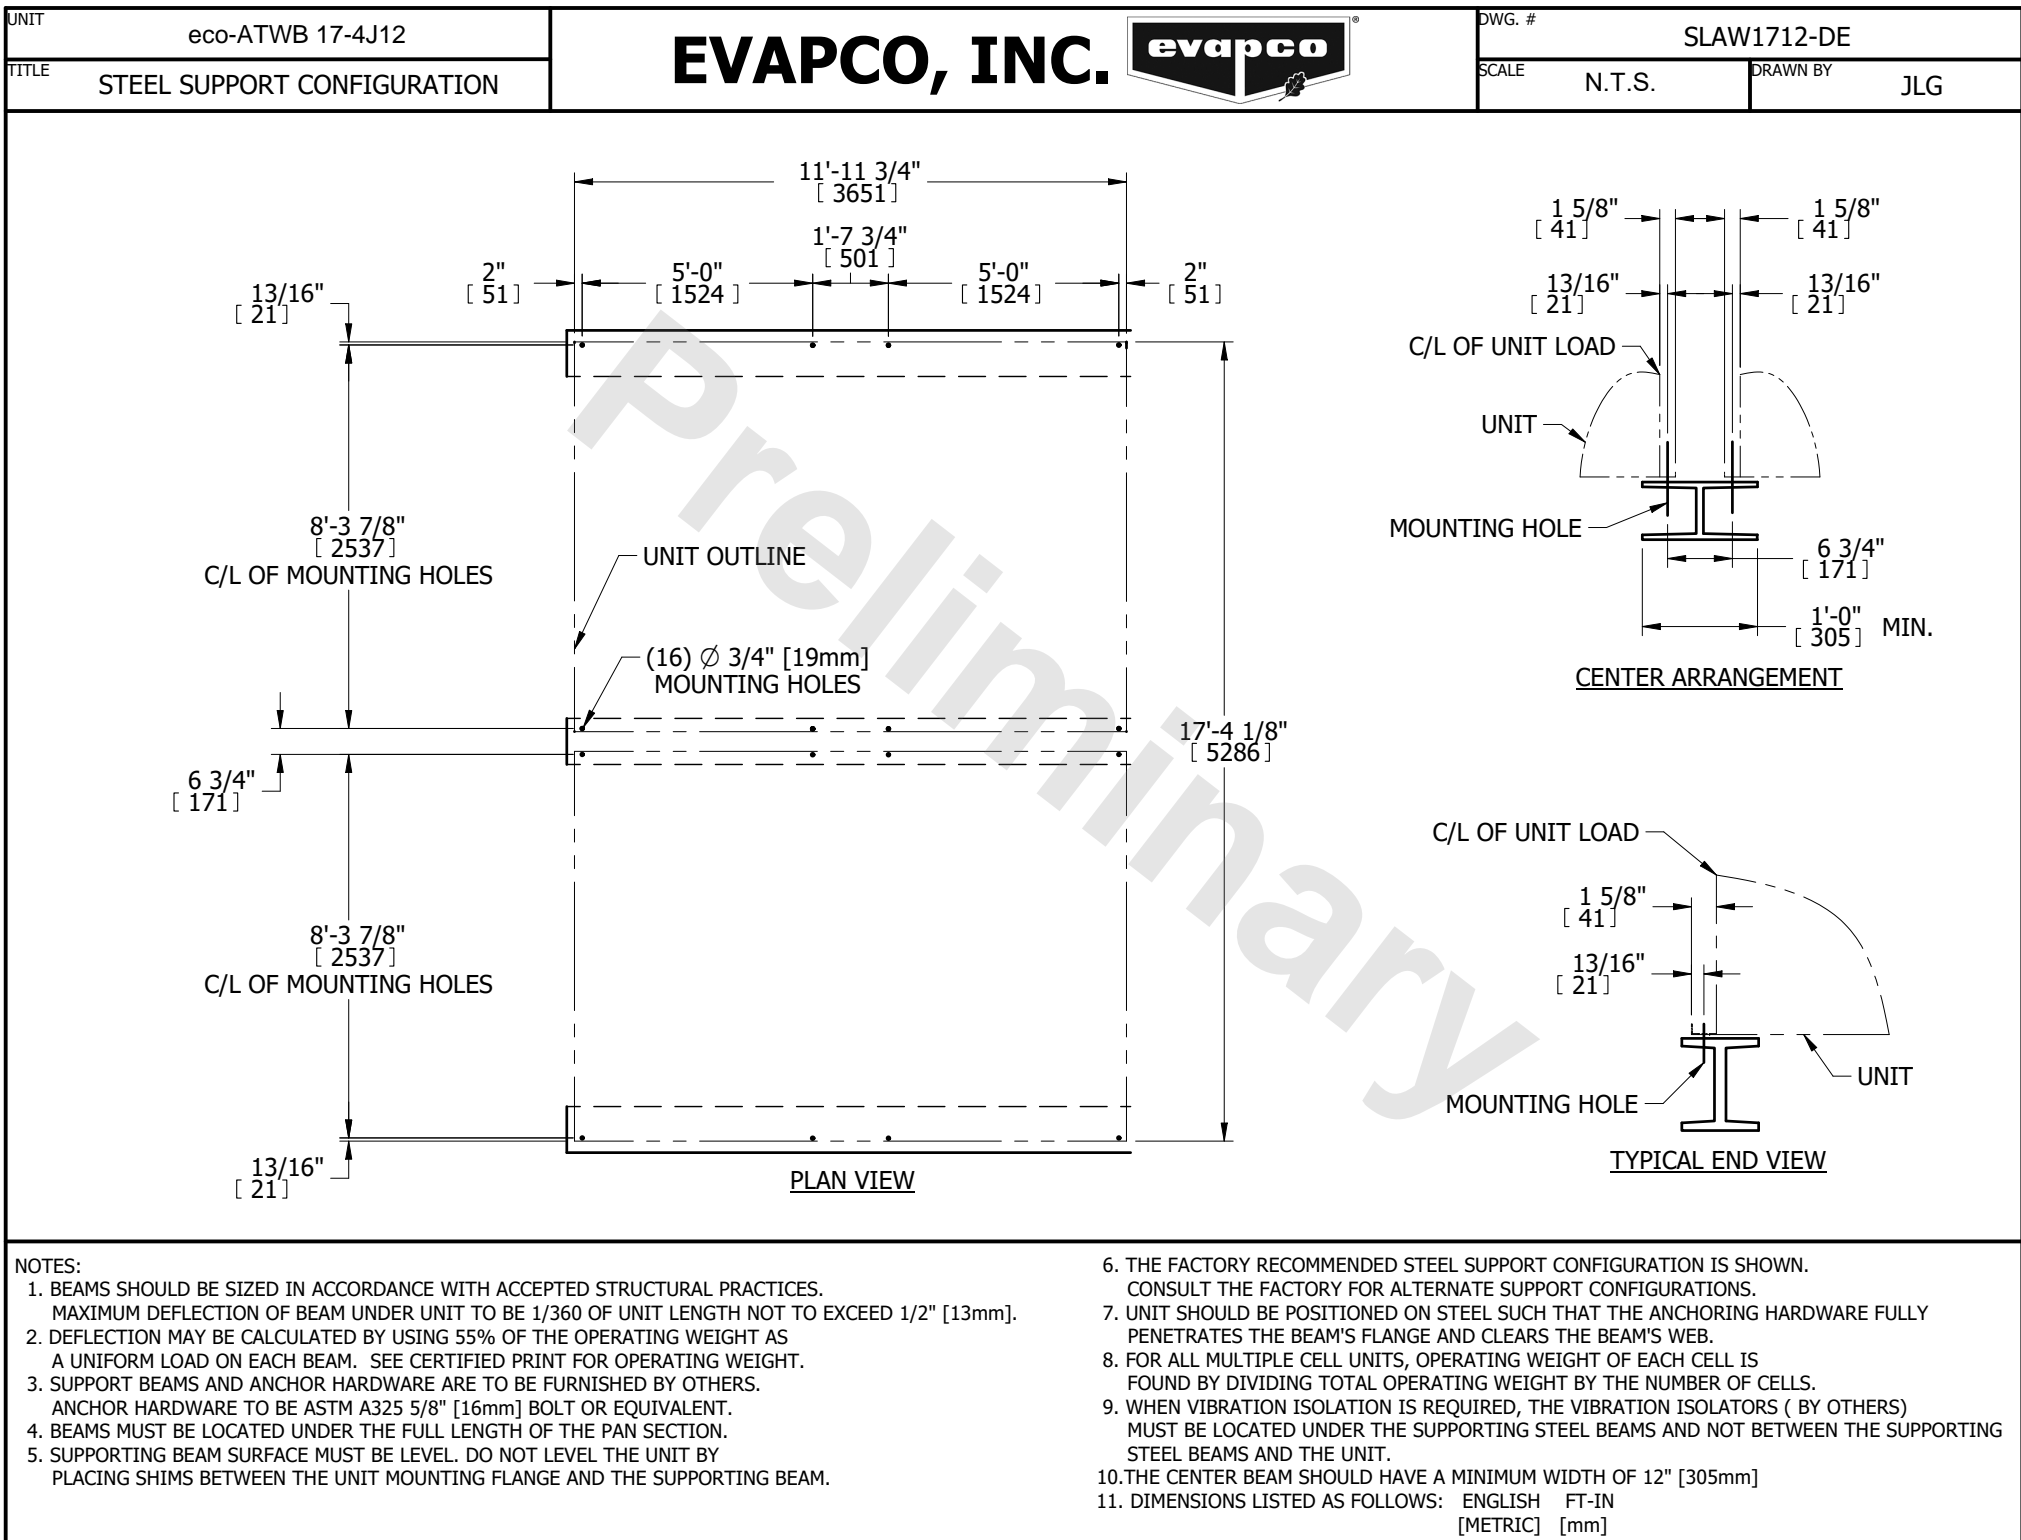 UNIT
eco-ATWB 17-4J12
TITLE
STEEL SUPPORT CONFIGURATION
EVAPCO, INC.
evapco
®
DWG. #
SLAW1712-DE
SCALE
N.T.S.
DRAWN BY
JLG
11'-11 3/4"
[ 3651 ]
1'-7 3/4"
[ 501 ]
2"
[ 51 ]
5'-0"
[ 1524 ]
5'-0"
[ 1524 ]
2"
[ 51 ]
13/16"
[ 21 ]
8'-3 7/8"
[ 2537 ]
C/L OF MOUNTING HOLES
UNIT OUTLINE
(16) Ø 3/4" [19mm]
MOUNTING HOLES
6 3/4"
[ 171 ]
17'-4 1/8"
[ 5286 ]
8'-3 7/8"
[ 2537 ]
C/L OF MOUNTING HOLES
13/16"
[ 21 ]
PLAN VIEW
Preliminary
1 5/8"
[ 41 ]
1 5/8"
[ 41 ]
13/16"
[ 21 ]
13/16"
[ 21 ]
C/L OF UNIT LOAD
UNIT
MOUNTING HOLE
6 3/4"
[ 171 ]
1'-0"
[ 305 ] MIN.
CENTER ARRANGEMENT
C/L OF UNIT LOAD
1 5/8"
[ 41 ]
13/16"
[ 21 ]
UNIT
MOUNTING HOLE
TYPICAL END VIEW
NOTES:
1. BEAMS SHOULD BE SIZED IN ACCORDANCE WITH ACCEPTED STRUCTURAL PRACTICES.
MAXIMUM DEFLECTION OF BEAM UNDER UNIT TO BE 1/360 OF UNIT LENGTH NOT TO EXCEED 1/2" [13mm].
2. DEFLECTION MAY BE CALCULATED BY USING 55% OF THE OPERATING WEIGHT AS
A UNIFORM LOAD ON EACH BEAM. SEE CERTIFIED PRINT FOR OPERATING WEIGHT.
3. SUPPORT BEAMS AND ANCHOR HARDWARE ARE TO BE FURNISHED BY OTHERS.
ANCHOR HARDWARE TO BE ASTM A325 5/8" [16mm] BOLT OR EQUIVALENT.
4. BEAMS MUST BE LOCATED UNDER THE FULL LENGTH OF THE PAN SECTION.
5. SUPPORTING BEAM SURFACE MUST BE LEVEL. DO NOT LEVEL THE UNIT BY
PLACING SHIMS BETWEEN THE UNIT MOUNTING FLANGE AND THE SUPPORTING BEAM.
6. THE FACTORY RECOMMENDED STEEL SUPPORT CONFIGURATION IS SHOWN.
CONSULT THE FACTORY FOR ALTERNATE SUPPORT CONFIGURATIONS.
7. UNIT SHOULD BE POSITIONED ON STEEL SUCH THAT THE ANCHORING HARDWARE FULLY
PENETRATES THE BEAM'S FLANGE AND CLEARS THE BEAM'S WEB.
8. FOR ALL MULTIPLE CELL UNITS, OPERATING WEIGHT OF EACH CELL IS
FOUND BY DIVIDING TOTAL OPERATING WEIGHT BY THE NUMBER OF CELLS.
9. WHEN VIBRATION ISOLATION IS REQUIRED, THE VIBRATION ISOLATORS ( BY OTHERS)
MUST BE LOCATED UNDER THE SUPPORTING STEEL BEAMS AND NOT BETWEEN THE SUPPORTING
STEEL BEAMS AND THE UNIT.
10.THE CENTER BEAM SHOULD HAVE A MINIMUM WIDTH OF 12" [305mm]
11. DIMENSIONS LISTED AS FOLLOWS: ENGLISH FT-IN
[METRIC] [mm]